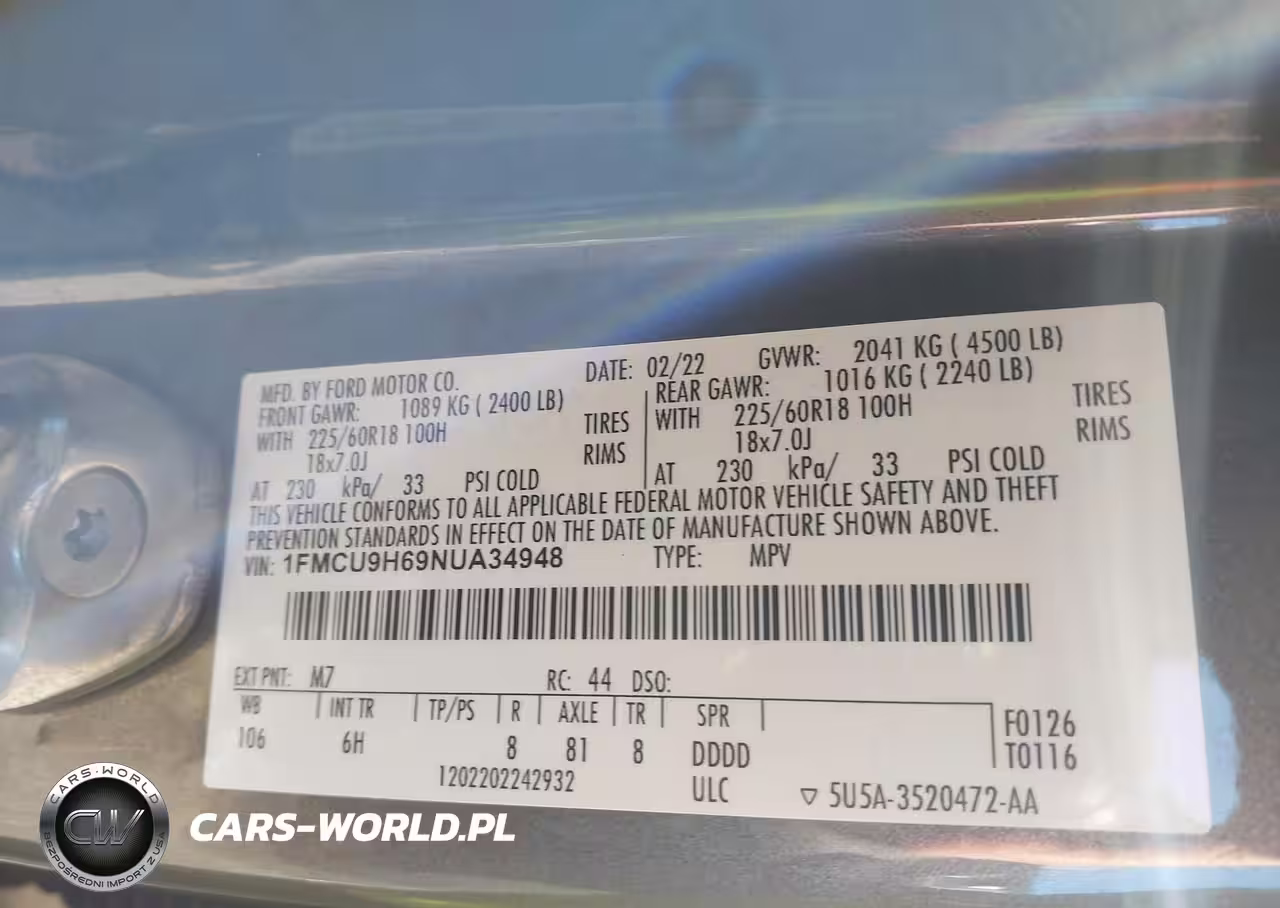 MFD. BY FORD MOTOR CO. DATE: 02/22 GVWR: 2041 KG ( 4500 LB)
FRONT GAWR: 1089 KG ( 2400 LB) REAR GAWR: 1016 KG ( 2240 LB)
WITH 225/60R18 100H TIRES WITH 225/60R18 100H TIRES
18x7.0J RIMS 18x7.0J RIMS
AT 230 kPa/ 33 PSI COLD AT 230 kPa/ 33 PSI COLD
THIS VEHICLE CONFORMS TO ALL APPLICABLE FEDERAL MOTOR VEHICLE SAFETY AND THEFT
PREVENTION STANDARDS IN EFFECT ON THE DATE OF MANUFACTURE SHOWN ABOVE.
VIN: 1FMCU9H69NUA34948 TYPE: MPV
EXT PNT: M7 RC: 44 DSO:
WB INT TR TP/PS R AXLE TR SPR F0126
106 6H 8 81 8 DDDD T0116
1202202242932 ULC ▽ 5U5A-3520472-AA
CARS-WORLD
CW
BEZPOŚREDNI IMPORT Z USA
CARS-WORLD.PL